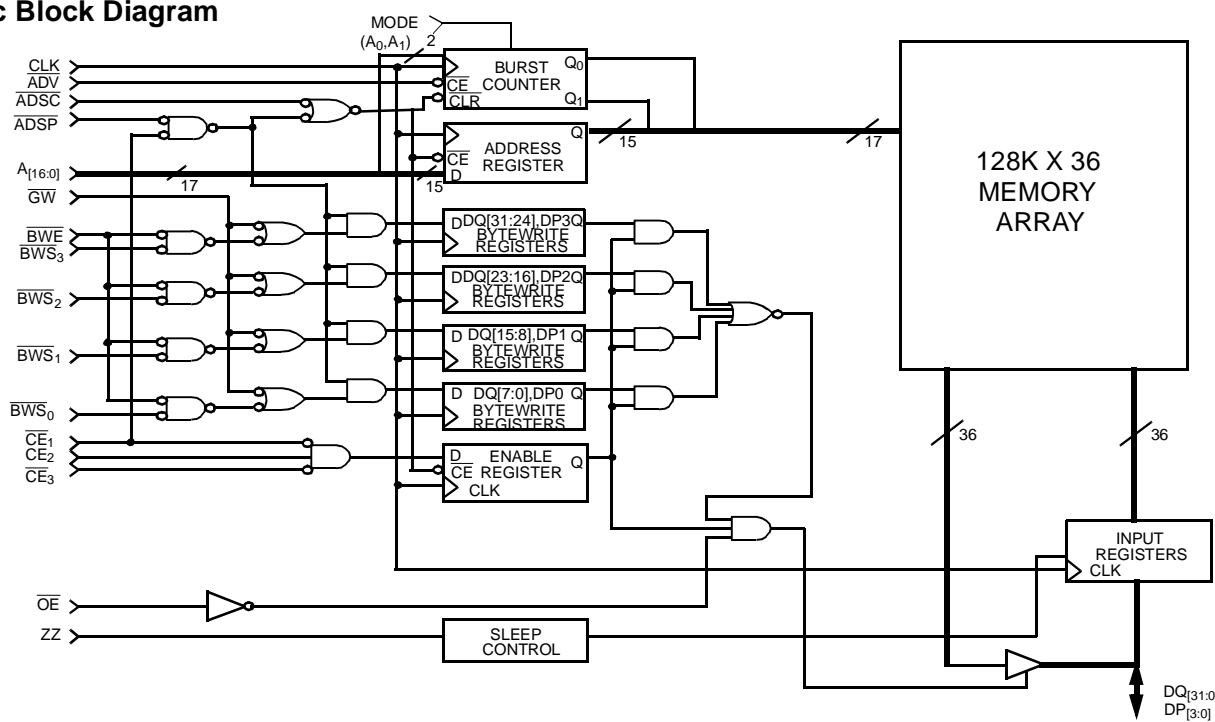 c Block Diagram
MODE
(A0,A1) 2
CLK
ADV
ADSC
ADSP
A[16:0]
17
GW
BWE
BWS3
BWS2
BWS1
BWS0
CE1
CE2
CE3
OE
ZZ
BURST
COUNTER
Q0
CE
CLR
Q1
ADDRESS
REGISTER
Q
CE
D
15
15
17
D DQ[31:24],DP3 Q
BYTEWRITE
REGISTERS
D DQ[23:16],DP2 Q
BYTEWRITE
REGISTERS
D DQ[15:8],DP1 Q
BYTEWRITE
REGISTERS
D DQ[7:0],DP0 Q
BYTEWRITE
REGISTERS
D ENABLE Q
CE REGISTER
CLK
SLEEP
CONTROL
128K X 36
MEMORY
ARRAY
36
36
INPUT
REGISTERS
CLK
DQ[31:0
DP[3:0]